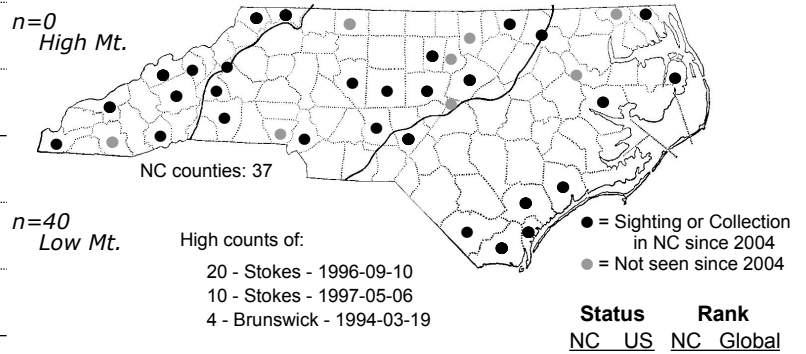 n=0
High Mt.
NC counties: 37
n=40
Low Mt.
High counts of:
20 - Stokes - 1996-09-10
10 - Stokes - 1997-05-06
4 - Brunswick - 1994-03-19
= Sighting or Collection
in NC since 2004
= Not seen since 2004
Status Rank
NC US NC Global